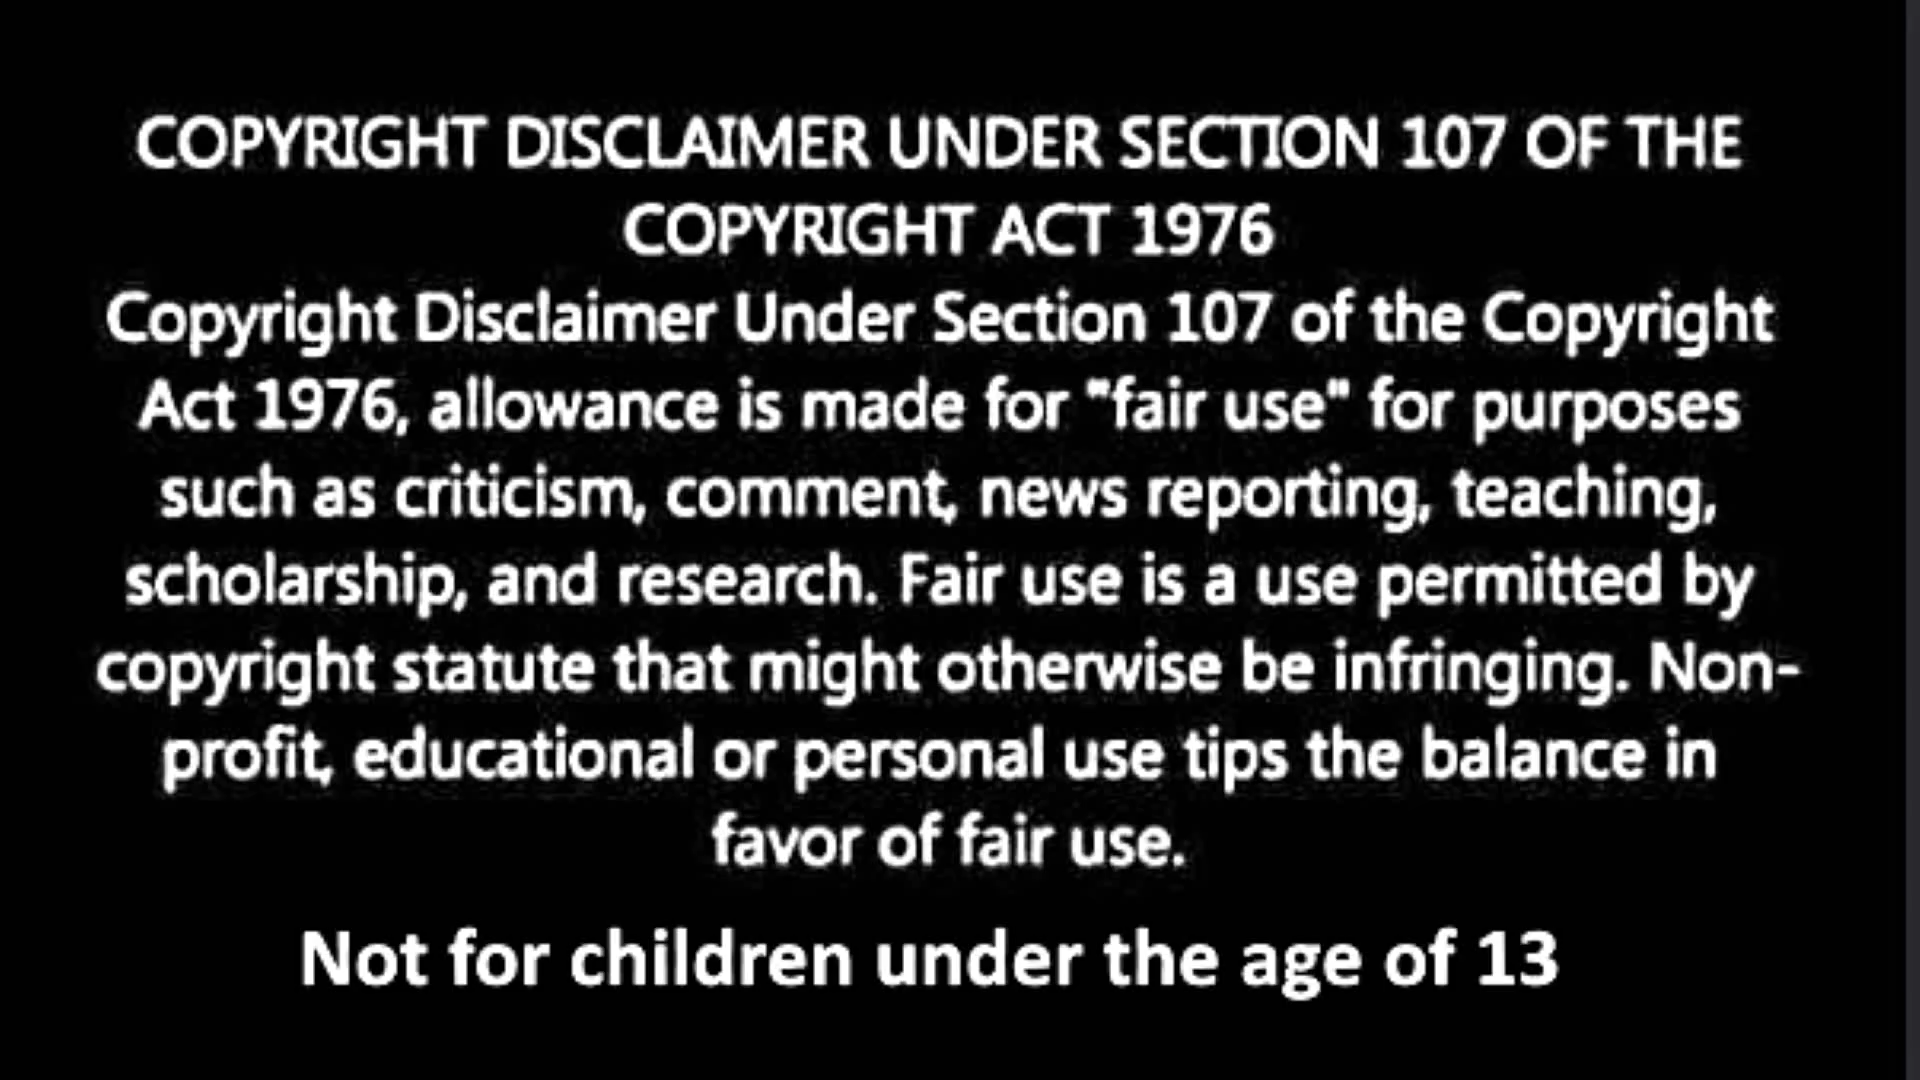 COPYRIGHT DISCLAIMER UNDER SECTION 107 OF THE
COPYRIGHT ACT 1976
Copyright Disclaimer Under Section 107 of the Copyright
Act 1976, allowance is made for "fair use" for purposes
such as criticism, comment, news reporting, teaching,
scholarship, and research. Fair use is a use permitted by
copyright statute that might otherwise be infringing. Non-
profit, educational or personal use tips the balance in
favor of fair use.
Not for children under the age of 13